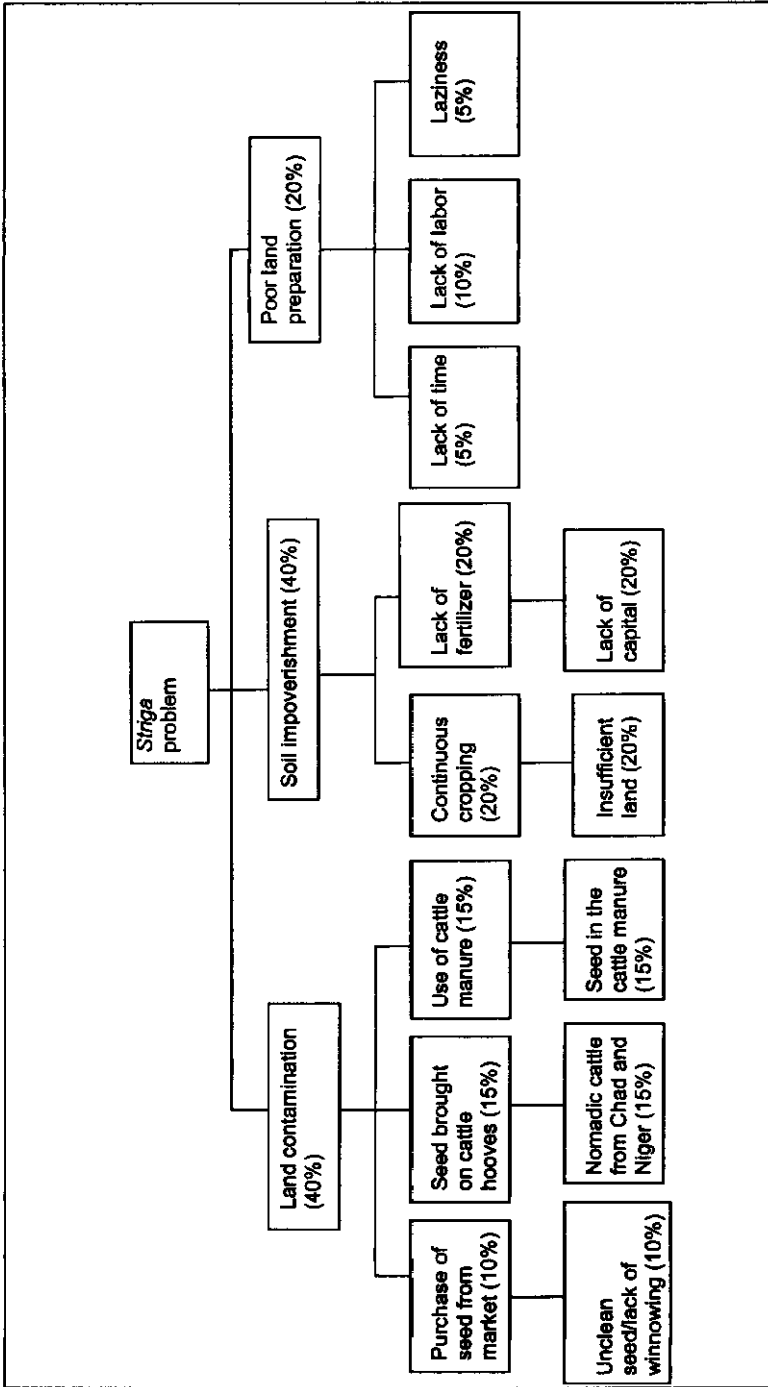 Striga
problem
Land contamination
(40%)
Soil impoverishment (40%)
Poor land
preparation (20%)
Purchase of
seed from
market (10%)
Seed brought
on cattle
hooves (15%)
Use of cattle
manure (15%)
Continuous
cropping
(20%)
Lack of
fertilizer (20%)
Lack of time
(5%)
Lack of labor
(10%)
Laziness
(5%)
Unclean
seed/lack of
winnowing (10%)
Nomadic cattle
from Chad and
Niger (15%)
Seed in the
cattle manure
(15%)
Insufficient
land (20%)
Lack of
capital (20%)